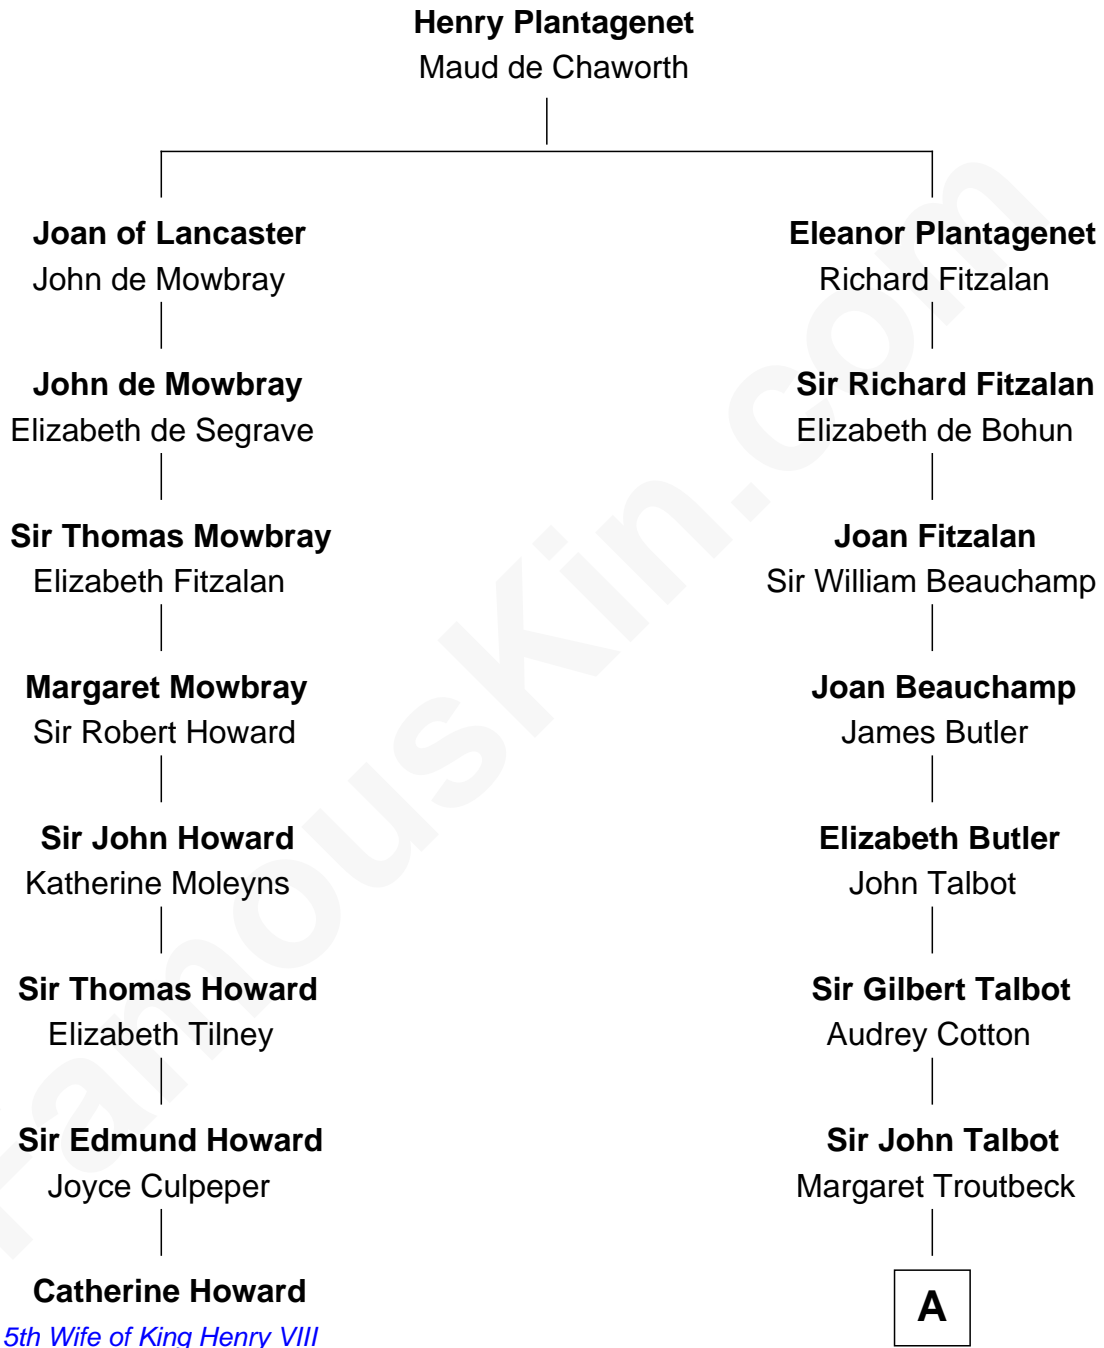 Henry Plantagenet
Maud de Chaworth
Joan of Lancaster
John de Mowbray
Eleanor Plantagenet
Richard Fitzalan
John de Mowbray
Elizabeth de Segrave
Sir Richard Fitzalan
Elizabeth de Bohun
Sir Thomas Mowbray
Elizabeth Fitzalan
Joan Fitzalan
Sir William Beauchamp
Margaret Mowbray
Sir Robert Howard
Joan Beauchamp
James Butler
Sir John Howard
Katherine Moleyns
Elizabeth Butler
John Talbot
Sir Thomas Howard
Elizabeth Tilney
Sir Gilbert Talbot
Audrey Cotton
Sir Edmund Howard
Joyce Culpeper
Sir John Talbot
Margaret Troutbeck
Catherine Howard
5th Wife of King Henry VIII
A
FamousKin.com